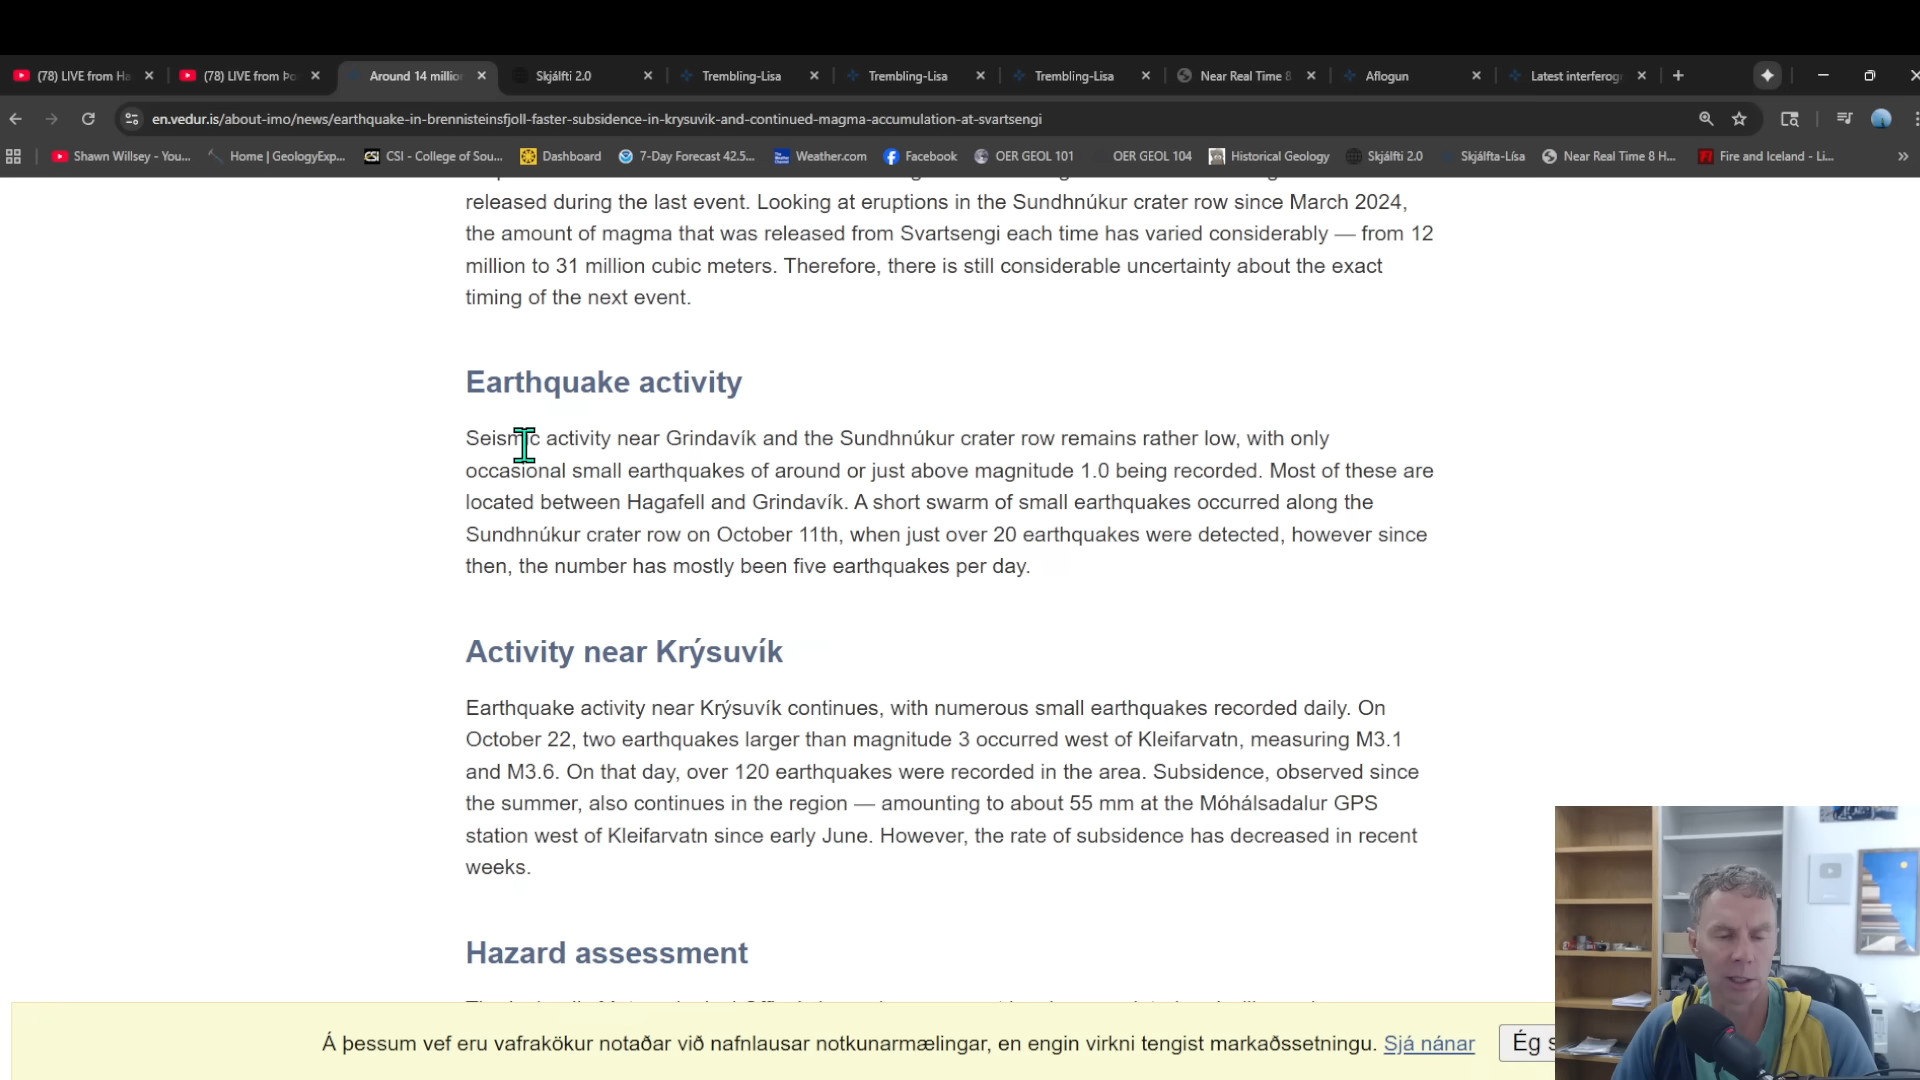 (78) LIVE from Ha
(78) LIVE from Þo
Around 14 millio
Skjálfti 2.0
Trembling-Lisa
Trembling-Lisa
Trembling-Lisa
Near Real Time 8
Aflogun
Latest interferog
en.vedur.is/about-imo/news/earthquake-in-brennisteinsfjoll-faster-subsidence-in-krysuvik-and-continued-magma-accumulation-at-svartsengi
Shawn Willsey - You...
Home | GeologyExp...
CSI - College of Sou...
Dashboard
7-Day Forecast 42.5...
Weather.com
Facebook
OER GEOL 101
OER GEOL 104
Historical Geology
Skjálfti 2.0
Skjálfta-Lísa
Near Real Time 8 H...
Fire and Iceland - Li...
released during the last event. Looking at eruptions in the Sundhnúkur crater row since March 2024,
the amount of magma that was released from Svartsengi each time has varied considerably — from 12
million to 31 million cubic meters. Therefore, there is still considerable uncertainty about the exact
timing of the next event.
Earthquake activity
Seismic activity near Grindavík and the Sundhnúkur crater row remains rather low, with only
occasional small earthquakes of around or just above magnitude 1.0 being recorded. Most of these are
located between Hagafell and Grindavík. A short swarm of small earthquakes occurred along the
Sundhnúkur crater row on October 11th, when just over 20 earthquakes were detected, however since
then, the number has mostly been five earthquakes per day.
Activity near Krýsuvík
Earthquake activity near Krýsuvík continues, with numerous small earthquakes recorded daily. On
October 22, two earthquakes larger than magnitude 3 occurred west of Kleifarvatn, measuring M3.1
and M3.6. On that day, over 120 earthquakes were recorded in the area. Subsidence, observed since
the summer, also continues in the region — amounting to about 55 mm at the Móhálsadalur GPS
station west of Kleifarvatn since early June. However, the rate of subsidence has decreased in recent
weeks.
Hazard assessment
Á þessum vef eru vafrakökur notaðar við nafnlausar notkunarmælingar, en engin virkni tengist markaðssetningu. Sjá nánar
Ég s